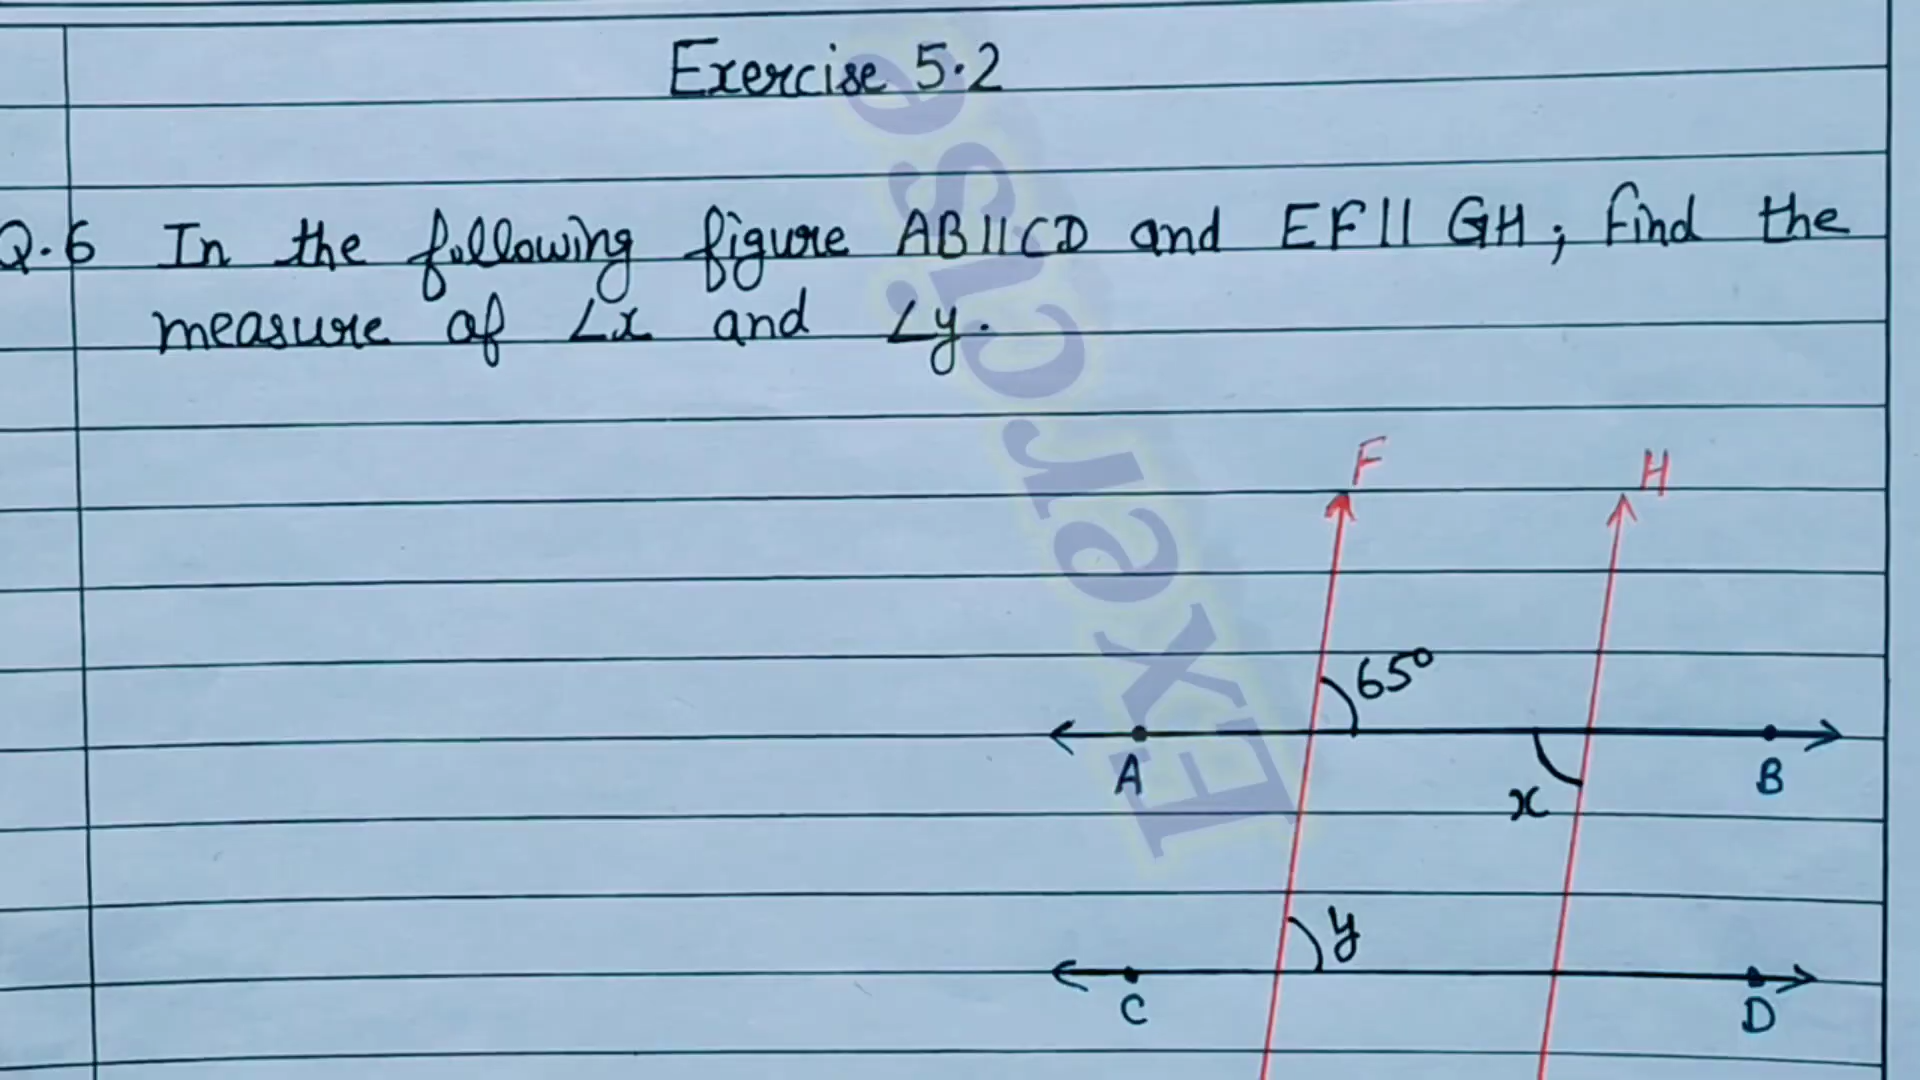 Exercise 5.2
Q.6 In the following figure AB||CD and EF|| GH; find the
measure of ∠x and ∠y.
F
H
65°
A
B
x
y
C
D
Exercise